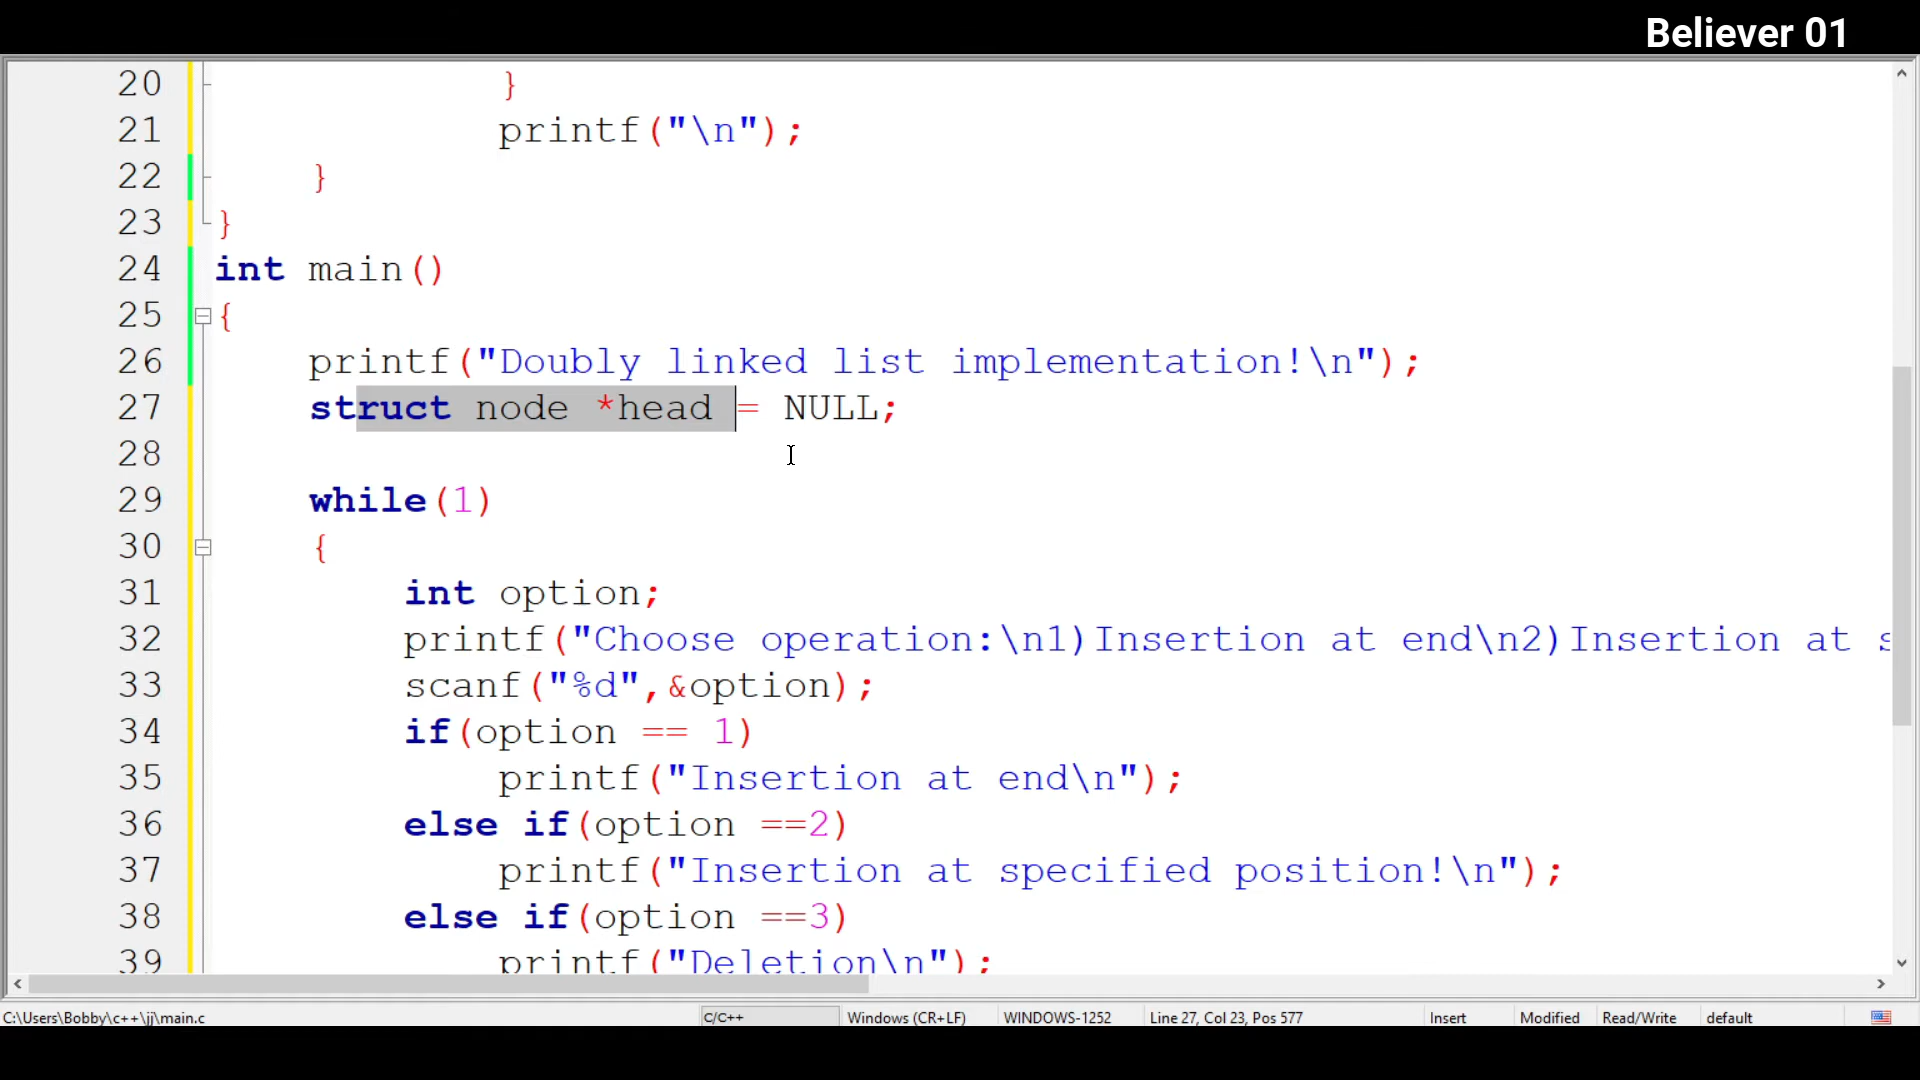 Believer 01
20 }
21 printf("\n");
22 }
23 }
24 int main()
25 {
26 printf("Doubly linked list implementation!\n");
27 struct node *head = NULL;
28
29 while(1)
30 {
31 int option;
32 printf("Choose operation:\n1)Insertion at end\n2)Insertion at
33 scanf("%d",&option);
34 if(option == 1)
35 printf("Insertion at end\n");
36 else if(option ==2)
37 printf("Insertion at specified position!\n");
38 else if(option ==3)
39 printf("Deletion\n");
C:\Users\Bobby\c++\jj\main.c C/C++ Windows (CR+LF) WINDOWS-1252 Line 27, Col 23, Pos 577 Insert Modified Read/Write default